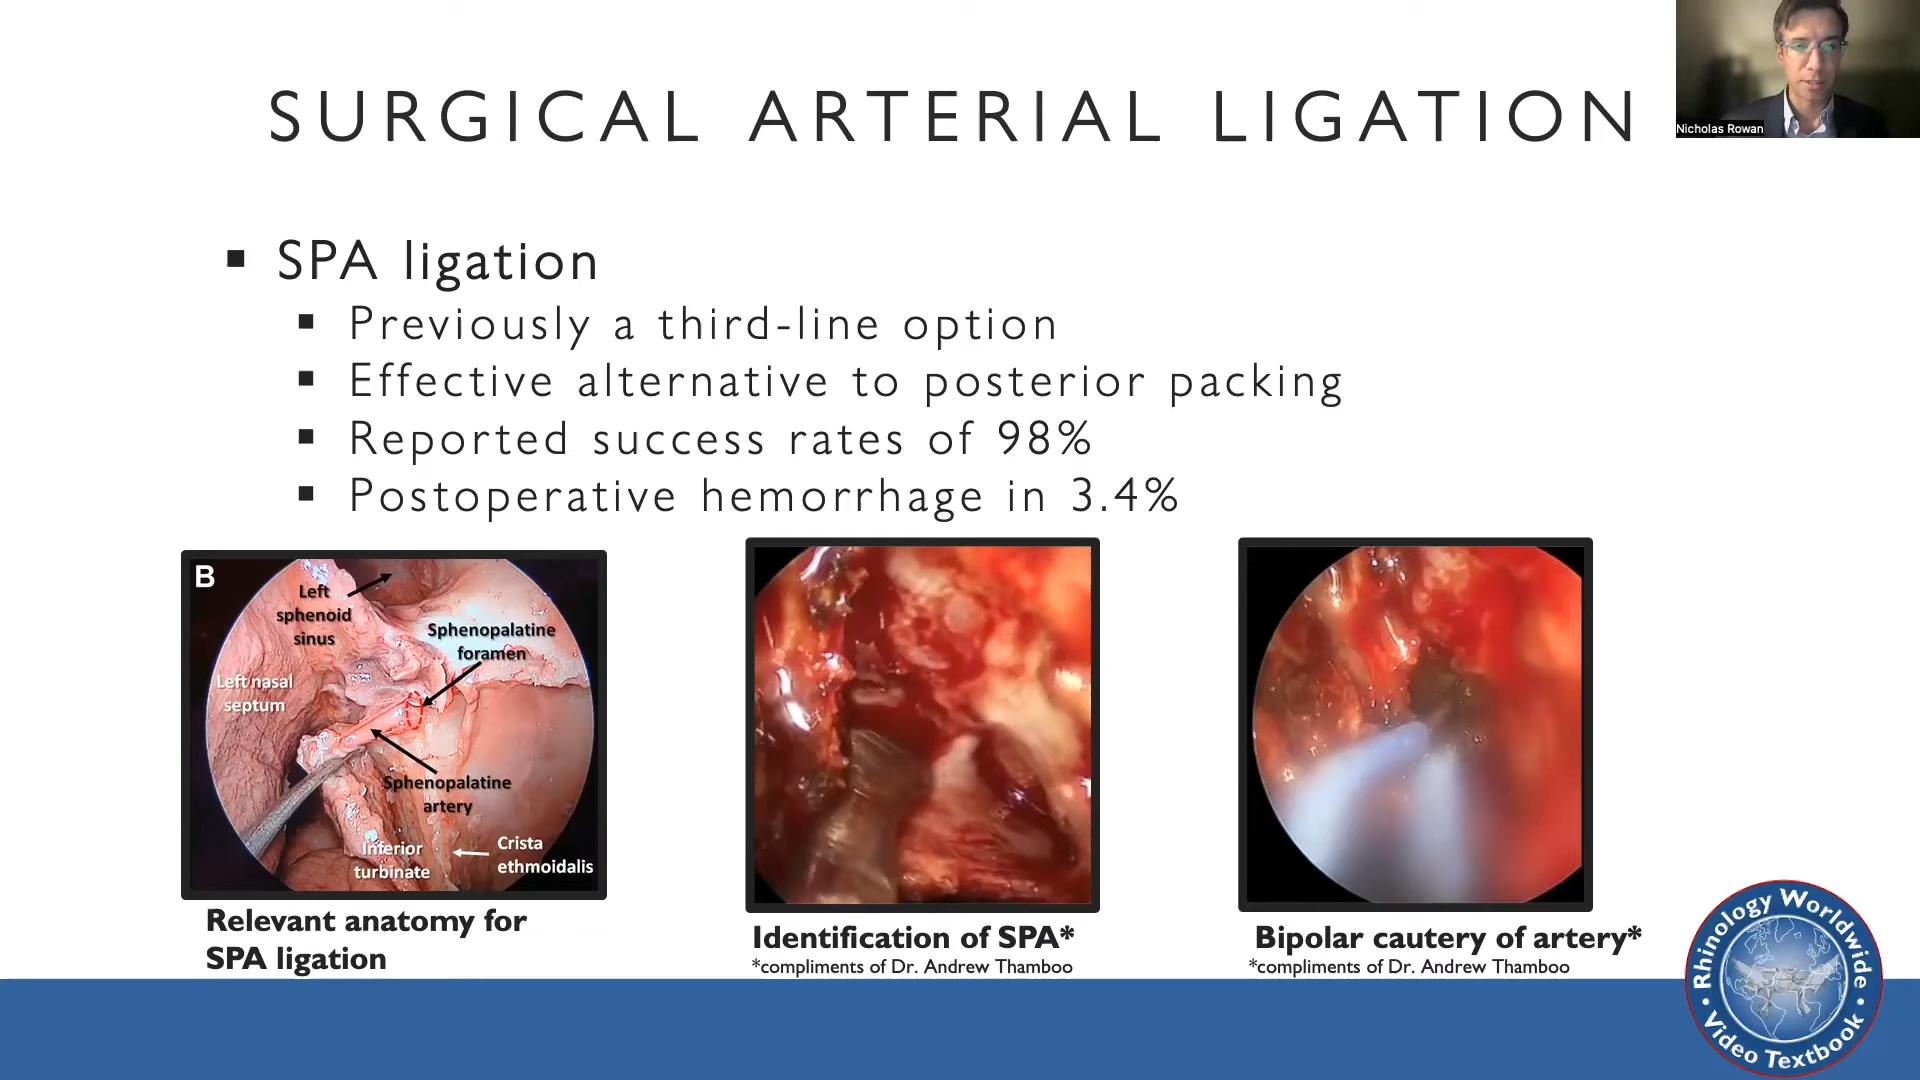 SURGICAL ARTERIAL LIGATION
Nicholas Rowan
▪ SPA ligation
▪ Previously a third-line option
▪ Effective alternative to posterior packing
▪ Reported success rates of 98%
▪ Postoperative hemorrhage in 3.4%
B
Left
sphenoid
sinus
Sphenopalatine
foramen
Left nasal
septum
Sphenopalatine
artery
Inferior
turbinate
Crista
ethmoidalis
Relevant anatomy for
SPA ligation
Identification of SPA*
*compliments of Dr. Andrew Thamboo
Bipolar cautery of artery*
*compliments of Dr. Andrew Thamboo
Rhinology Worldwide
• Video Textbook •